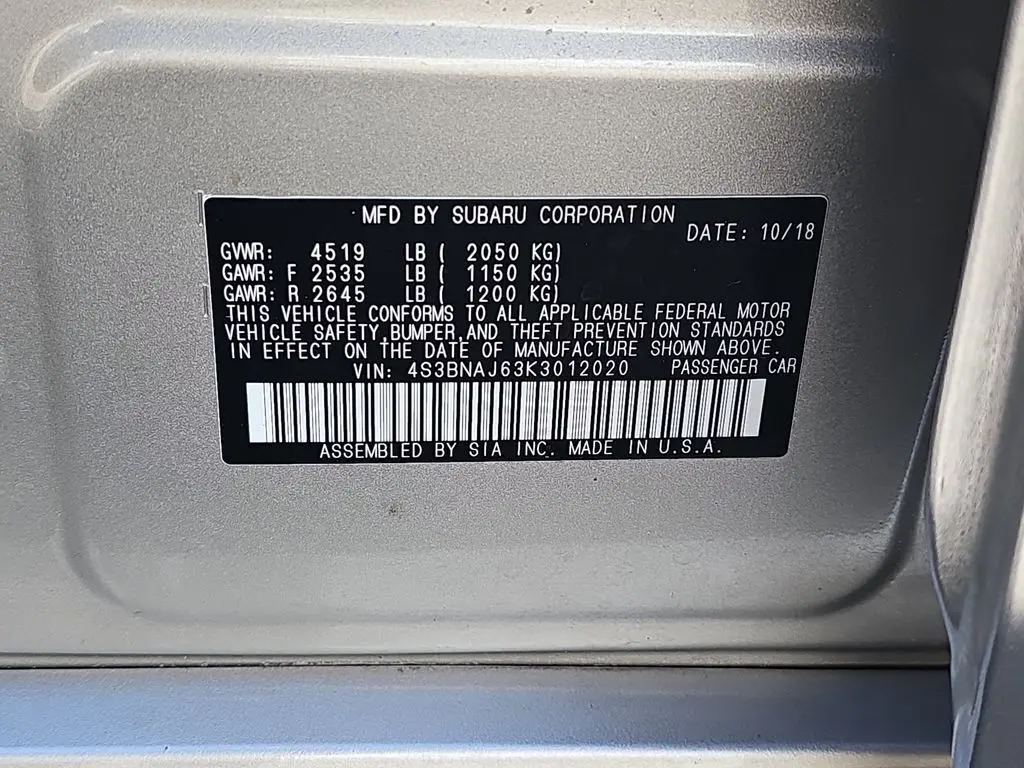 MFD BY SUBARU CORPORATION
DATE: 10/18
GVWR: 4519 LB ( 2050 KG)
GAWR: F 2535 LB ( 1150 KG)
GAWR: R 2645 LB ( 1200 KG)
THIS VEHICLE CONFORMS TO ALL APPLICABLE FEDERAL MOTOR
VEHICLE SAFETY,BUMPER,AND THEFT PREVENTION STANDARDS
IN EFFECT ON THE DATE OF MANUFACTURE SHOWN ABOVE.
VIN: 4S3BNAJ63K3012020 PASSENGER CAR
ASSEMBLED BY SIA INC. MADE IN U.S.A.